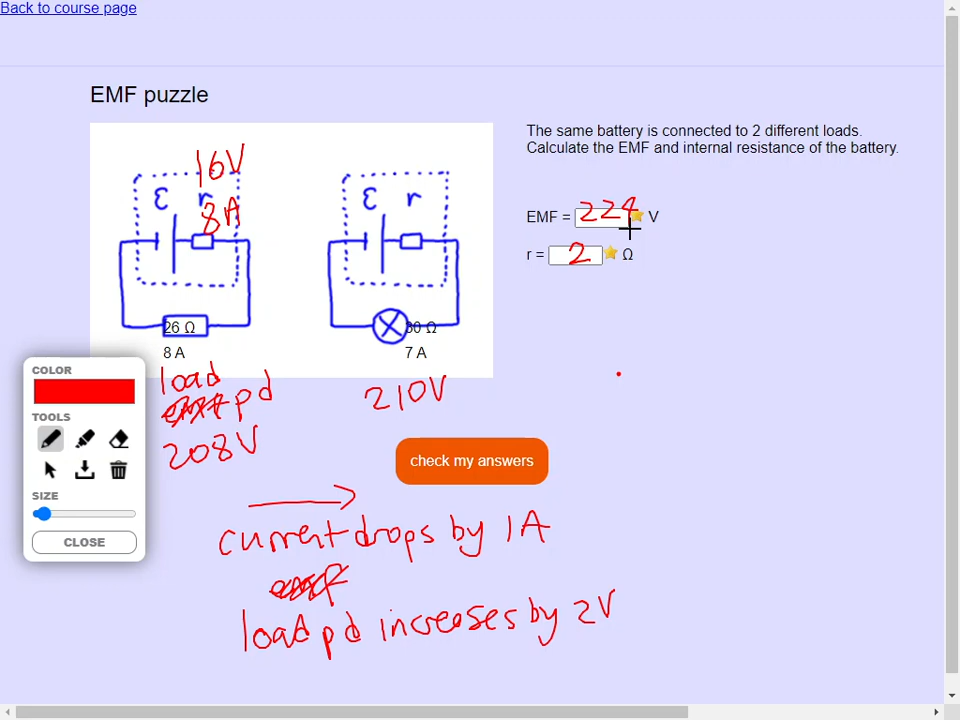 Back to course page
EMF puzzle
The same battery is connected to 2 different loads.
Calculate the EMF and internal resistance of the battery.
16V
ε r
8A
ε r
EMF = 224 V
r = 2 Ω
26 Ω
8 A
30 Ω
7 A
load
pd
208V
210V
COLOR
TOOLS
SIZE
CLOSE
check my answers
current drops by 1A
load pd increases by 2V